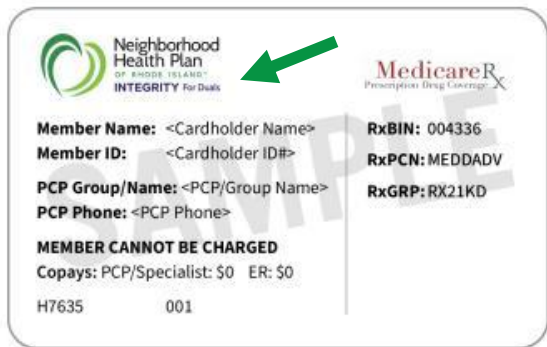 Neighborhood
Health Plan
OF RHODE ISLAND™
INTEGRITY For Duals
MedicareRx
Prescription Drug Coverage
Member Name: <Cardholder Name>
Member ID: <Cardholder ID#>
PCP Group/Name: <PCP/Group Name>
PCP Phone: <PCP Phone>
MEMBER CANNOT BE CHARGED
Copays: PCP/Specialist: $0 ER: $0
H7635 001
RxBIN: 004336
RxPCN: MEDDADV
RxGRP: RX21KD
SAMPLE